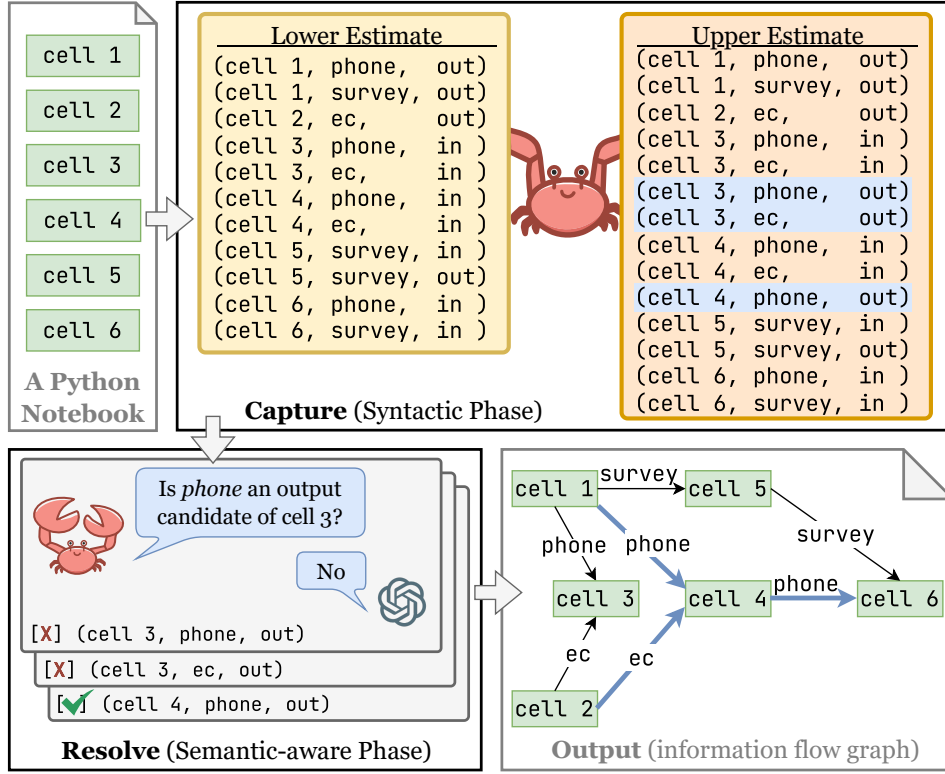 cell 1
cell 2
cell 3
cell 4
cell 5
cell 6
A Python
Notebook
Lower Estimate
(cell 1, phone,  out)
(cell 1, survey, out)
(cell 2, ec,     out)
(cell 3, phone,  in )
(cell 3, ec,     in )
(cell 4, phone,  in )
(cell 4, ec,     in )
(cell 5, survey, in )
(cell 5, survey, out)
(cell 6, phone,  in )
(cell 6, survey, in )
Upper Estimate
(cell 1, phone,  out)
(cell 1, survey, out)
(cell 2, ec,     out)
(cell 3, phone,  in )
(cell 3, ec,     in )
(cell 3, phone,  out)
(cell 3, ec,     out)
(cell 4, phone,  in )
(cell 4, ec,     in )
(cell 4, phone,  out)
(cell 5, survey, in )
(cell 5, survey, out)
(cell 6, phone,  in )
(cell 6, survey, in )
Capture (Syntactic Phase)
Is phone an output
candidate of cell 3?
No
[X] (cell 3, phone, out)
[X] (cell 3, ec, out)
[✓] (cell 4, phone, out)
Resolve (Semantic-aware Phase)
cell 1
survey
cell 5
phone
phone
survey
cell 3
cell 4
phone
cell 6
ec
ec
cell 2
Output (information flow graph)